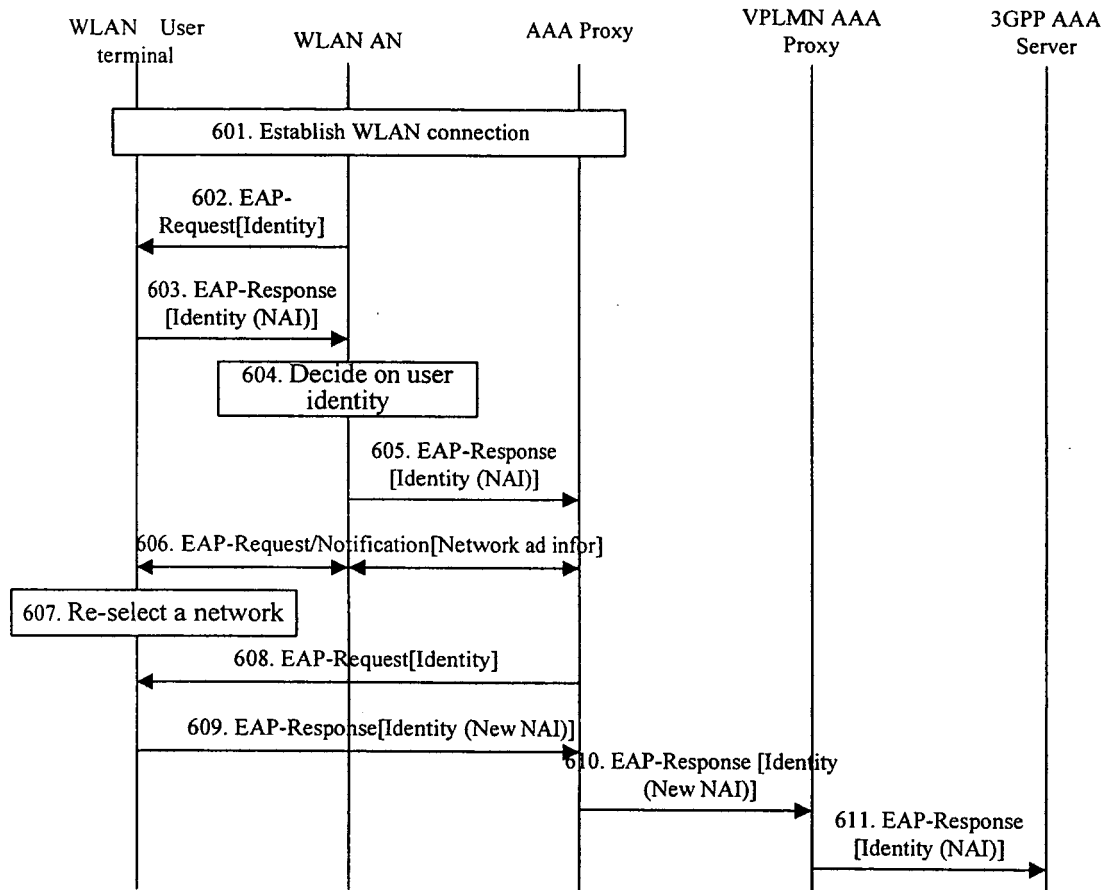 WLAN User
terminal
WLAN AN
AAA Proxy
VPLMN AAA
Proxy
3GPP AAA
Server
601. Establish WLAN connection
602. EAP-
Request[Identity]
603. EAP-Response
[Identity (NAI)]
604. Decide on user
identity
605. EAP-Response
[Identity (NAI)]
606. EAP-Request/Notification[Network ad infor]
607. Re-select a network
608. EAP-Request[Identity]
609. EAP-Response[Identity (New NAI)]
610. EAP-Response [Identity
(New NAI)]
611. EAP-Response
[Identity (NAI)]